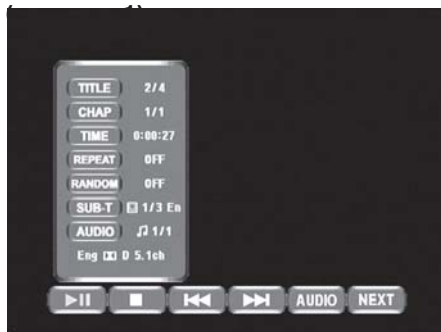 TITLE 2/4
CHAP 1/1
TIME 0:00:27
REPEAT OFF
RANDOM OFF
SUB-T 1/3 En
AUDIO 1/1
Eng D 5.1ch
AUDIO NEXT